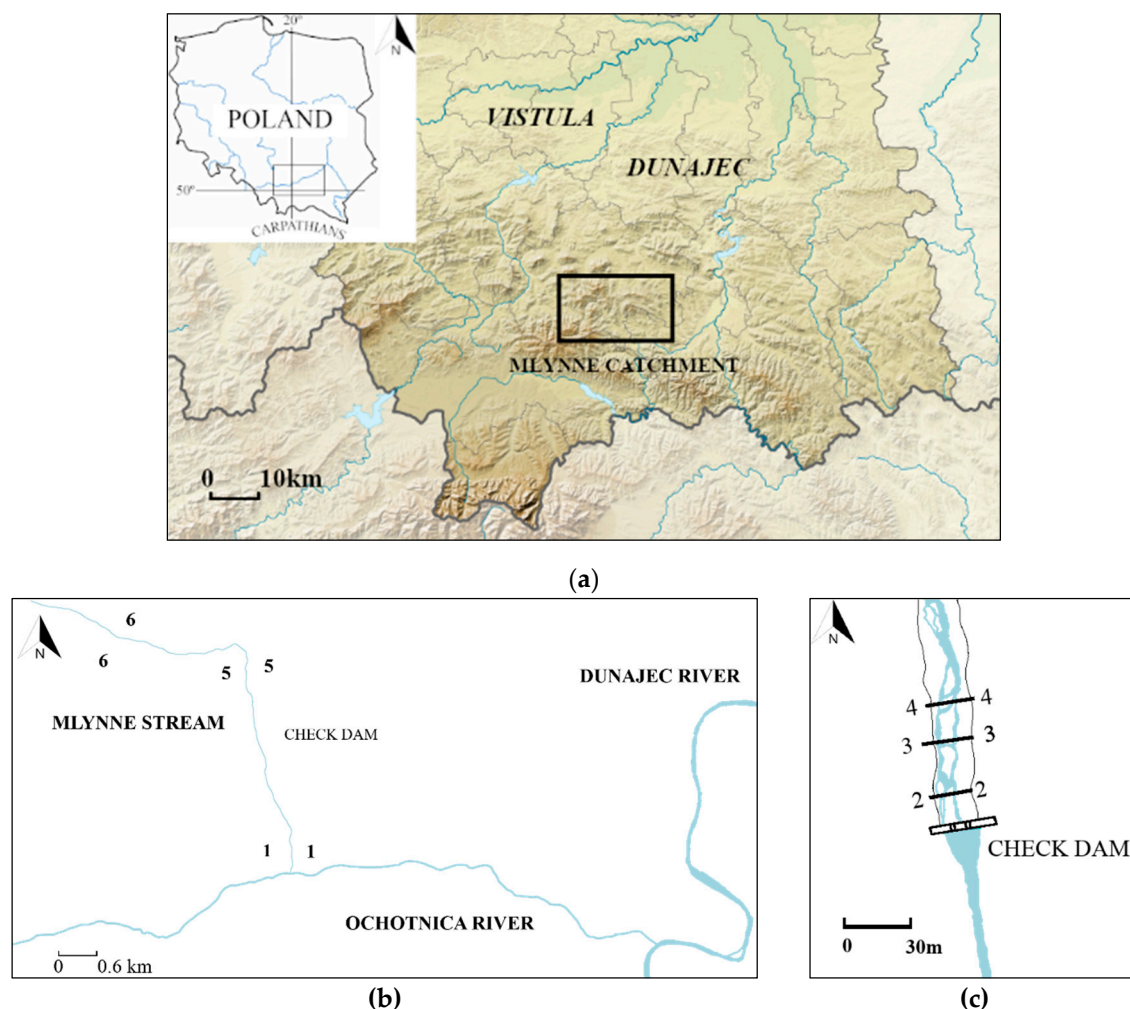 20°
N
POLAND
50°
CARPATHIANS
VISTULA
DUNAJEC
MLYNNE CATCHMENT
0 10km
(a)
N
6
6
5 5
DUNAJEC RIVER
MLYNNE STREAM
CHECK DAM
1 1
OCHOTNICA RIVER
0 0.6 km
(b)
N
4 4
3 3
2 2
CHECK DAM
0 30m
(c)